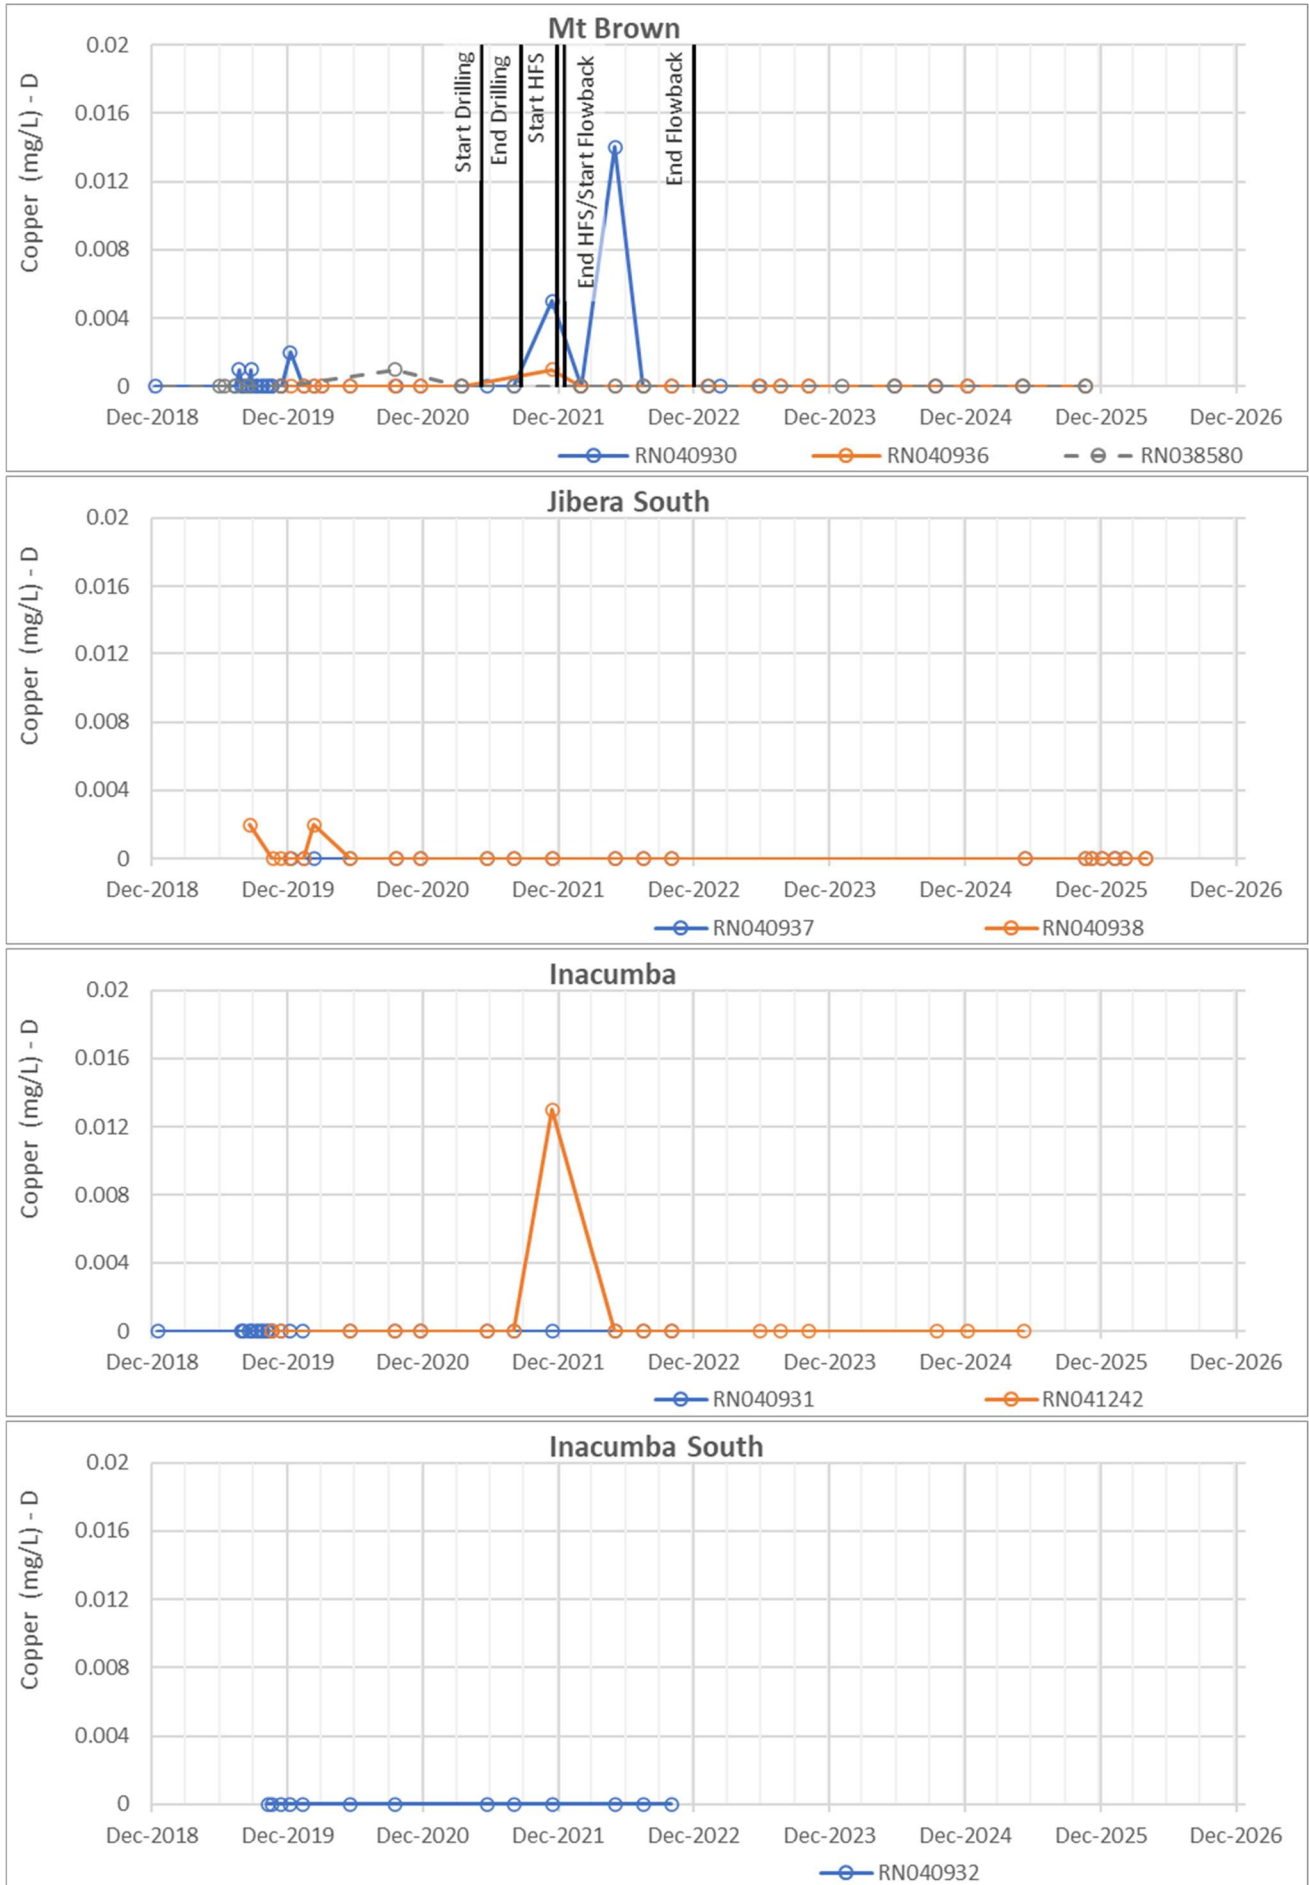 Mt Brown
Copper (mg/L) - D
0.02
0.016
0.012
0.008
0.004
0
Start Drilling
End Drilling
Start HFS
End HFS/Start Flowback
End Flowback
Dec-2018 Dec-2019 Dec-2020 Dec-2021 Dec-2022 Dec-2023 Dec-2024 Dec-2025 Dec-2026
RN040930 RN040936 RN038580
Jibera South
Copper (mg/L) - D
0.02
0.016
0.012
0.008
0.004
0
Dec-2018 Dec-2019 Dec-2020 Dec-2021 Dec-2022 Dec-2023 Dec-2024 Dec-2025 Dec-2026
RN040937 RN040938
Inacumba
Copper (mg/L) - D
0.02
0.016
0.012
0.008
0.004
0
Dec-2018 Dec-2019 Dec-2020 Dec-2021 Dec-2022 Dec-2023 Dec-2024 Dec-2025 Dec-2026
RN040931 RN041242
Inacumba South
Copper (mg/L) - D
0.02
0.016
0.012
0.008
0.004
0
Dec-2018 Dec-2019 Dec-2020 Dec-2021 Dec-2022 Dec-2023 Dec-2024 Dec-2025 Dec-2026
RN040932